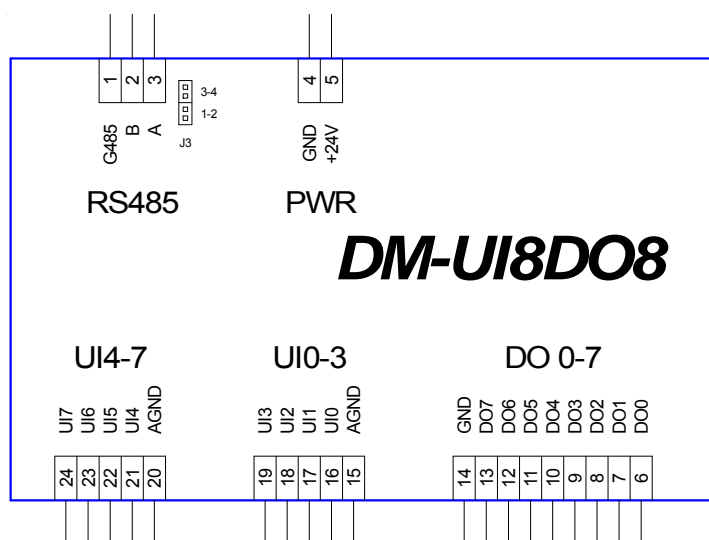 1 2 3 4 5
3-4
1-2
J3
G485 B A GND +24V
RS485 PWR
DM-UI8DO8
UI4-7 UI0-3 DO 0-7
UI7 UI6 UI5 UI4 AGND UI3 UI2 UI1 UI0 AGND GND DO7 DO6 DO5 DO4 DO3 DO2 DO1 DO0
24 23 22 21 20 19 18 17 16 15 14 13 12 11 10 9 8 7 6